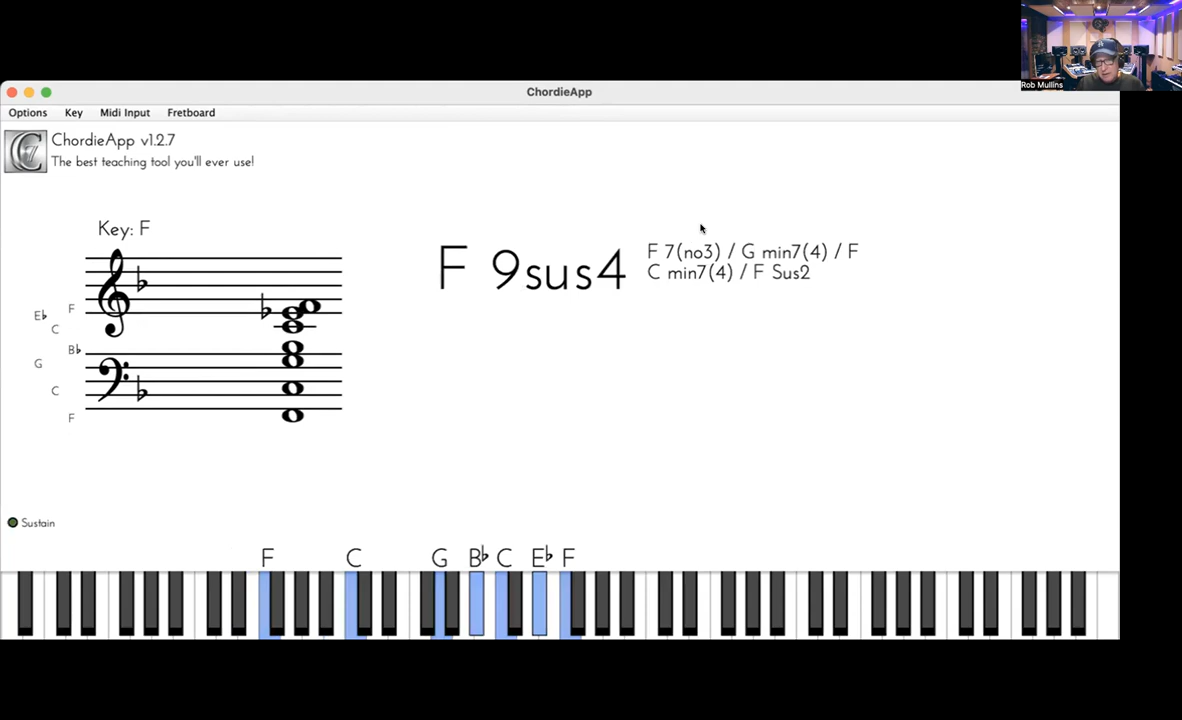 Rob Mullins
ChordieApp
Options Key Midi Input Fretboard
C7
ChordieApp v1.2.7
The best teaching tool you'll ever use!
Key: F
F 9sus4
F 7(no3) / G min7(4) / F
C min7(4) / F Sus2
F
E♭
C
B♭
G
C
F
Sustain
F C G B♭ C E♭ F